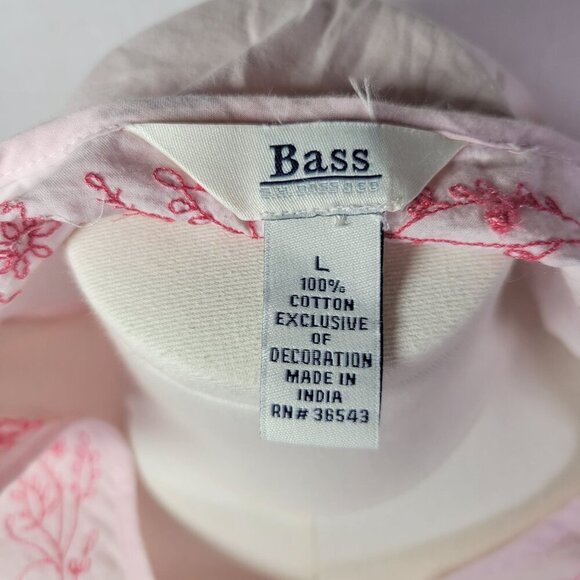 Bass
L
100%
COTTON
EXCLUSIVE
OF
DECORATION
MADE IN
INDIA
RN# 36543